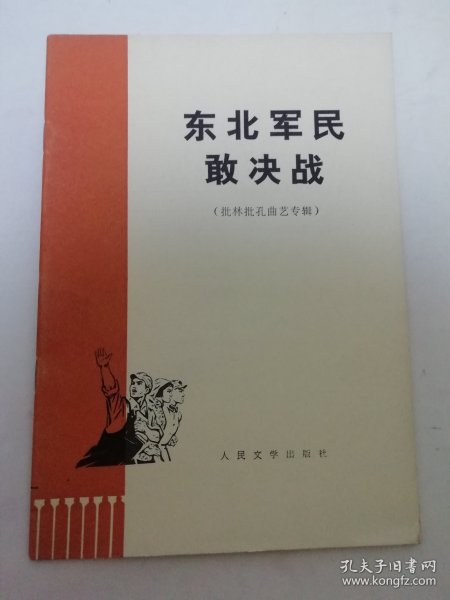 东北军民
敢决战
（批林批孔曲艺专辑）
人民文学出版社
孔夫子旧书网
www.kongfz.com